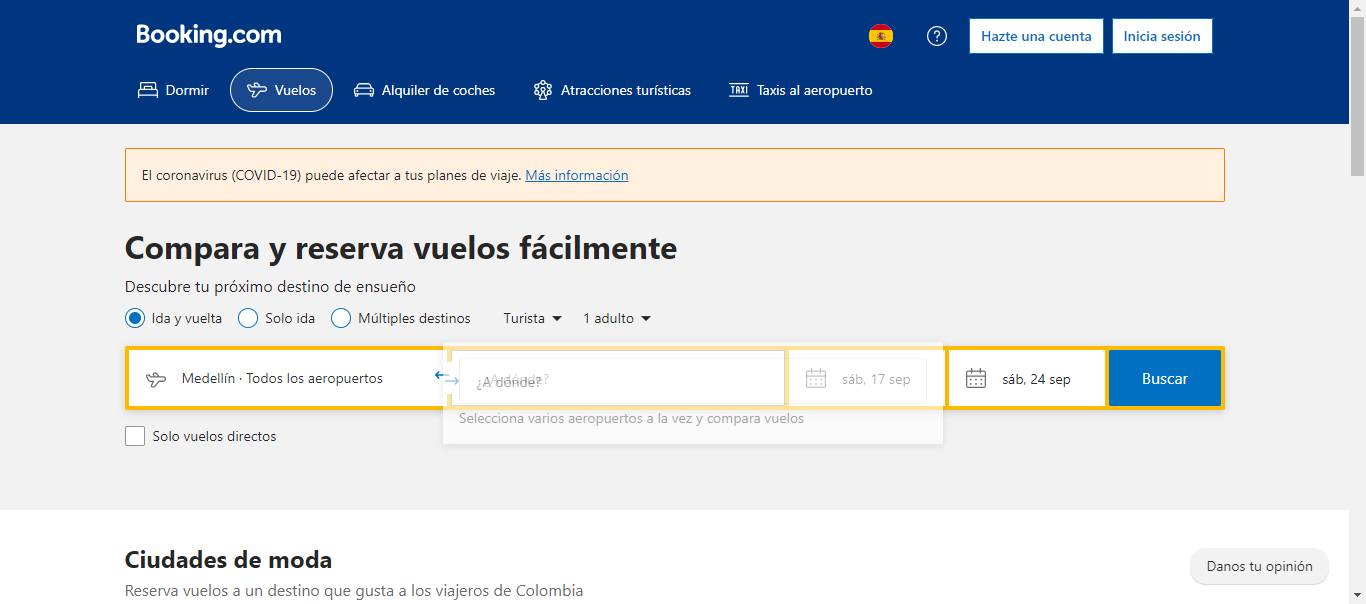 Booking.com
Hazte una cuenta
Inicia sesión
Dormir
Vuelos
Alquiler de coches
Atracciones turísticas
TAXI
Taxis al aeropuerto
El coronavirus (COVID-19) puede afectar a tus planes de viaje. Más información
Compara y reserva vuelos fácilmente
Descubre tu próximo destino de ensueño
Ida y vuelta
Solo ida
Múltiples destinos
Turista
1 adulto
Medellín · Todos los aeropuertos
¿A dónde?
¿A dónde?
sáb, 17 sep
sáb, 24 sep
Buscar
Selecciona varios aeropuertos a la vez y compara vuelos
Solo vuelos directos
Ciudades de moda
Reserva vuelos a un destino que gusta a los viajeros de Colombia
Danos tu opinión